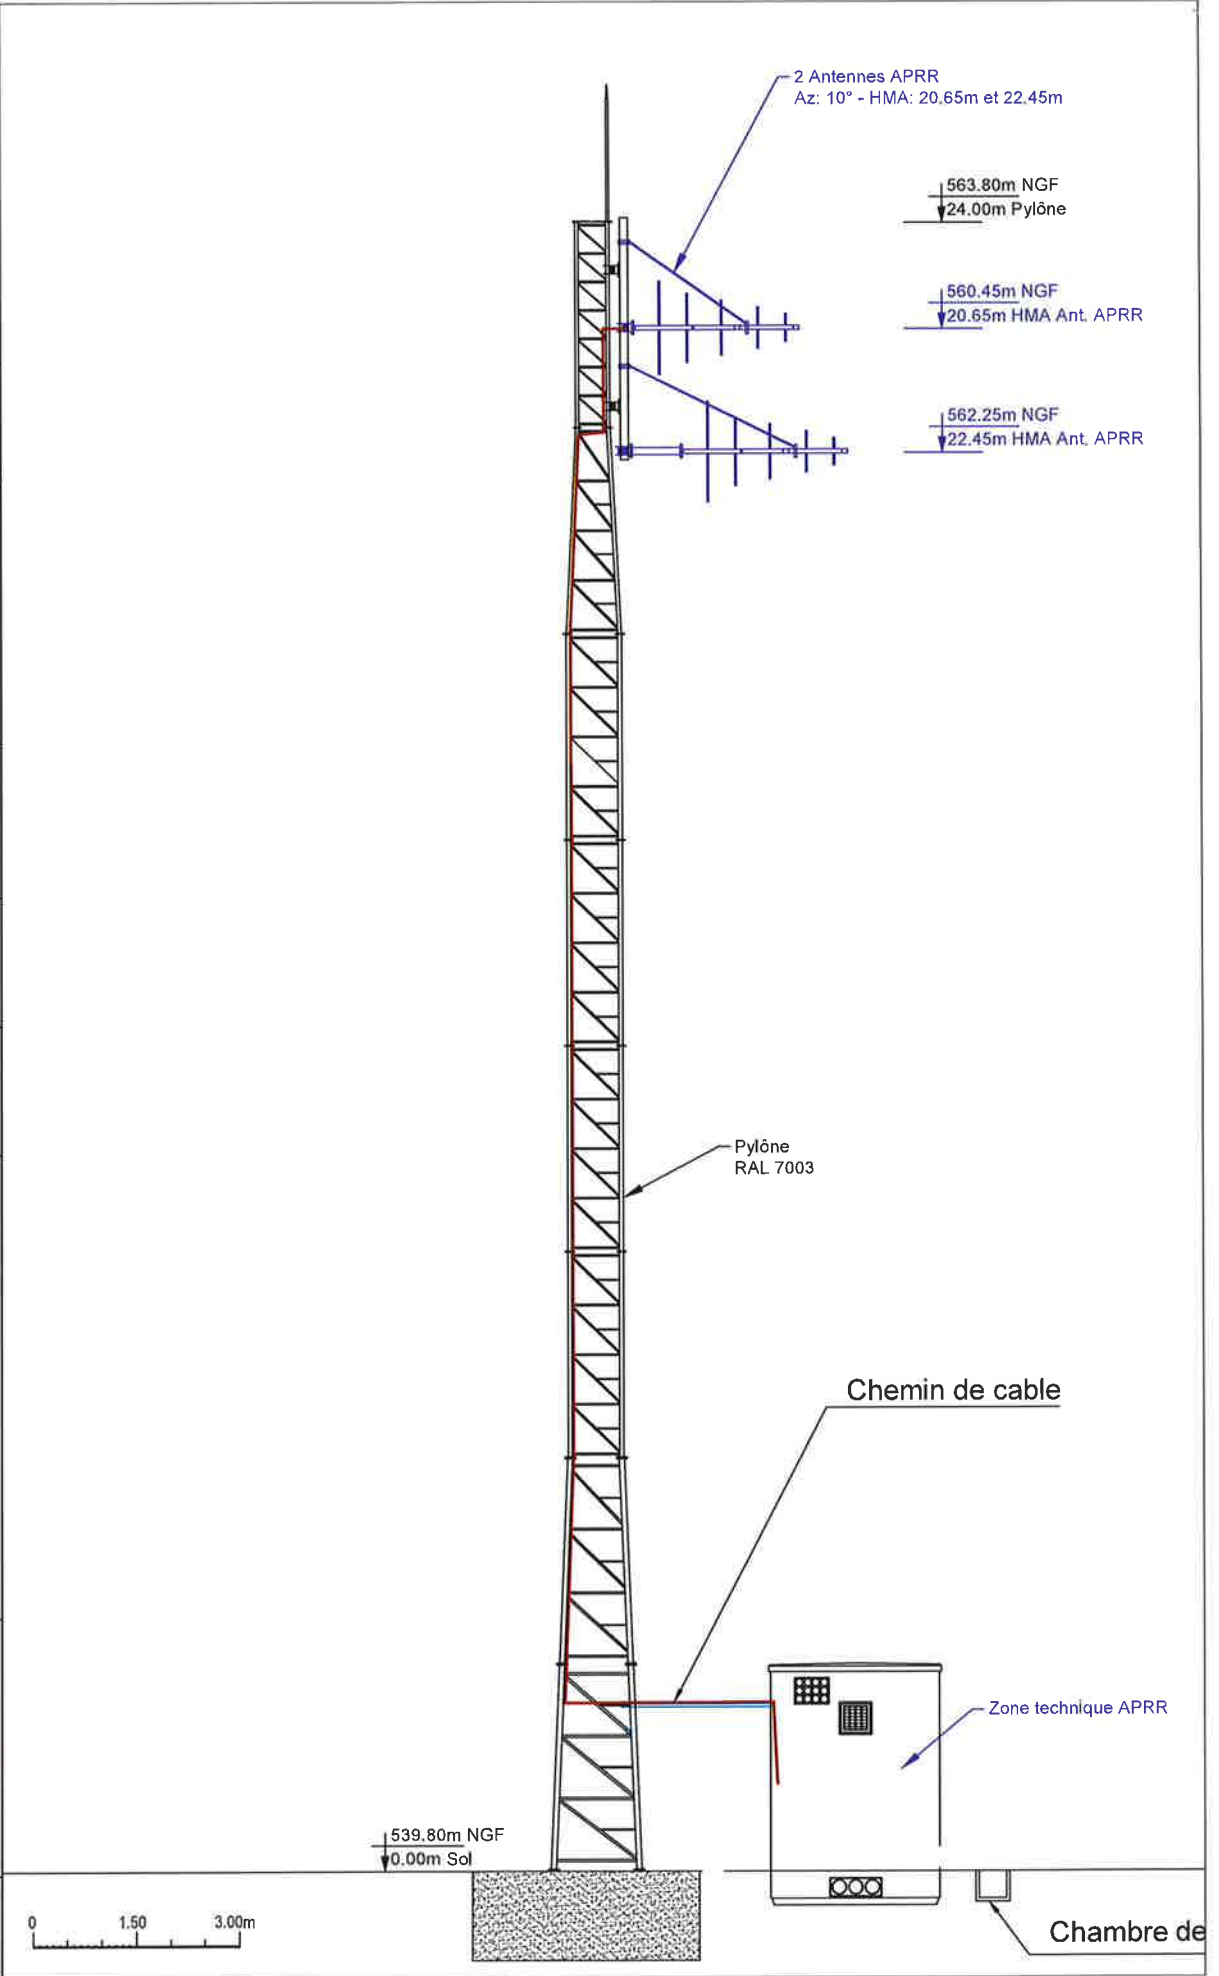 2 Antennes APRR
Az: 10° - HMA: 20.65m et 22.45m
563.80m NGF
24.00m Pylône
560.45m NGF
20.65m HMA Ant. APRR
562.25m NGF
22.45m HMA Ant. APRR
Pylône
RAL 7003
Chemin de cable
Zone technique APRR
539.80m NGF
0.00m Sol
0 1.50 3.00m
Chambre de